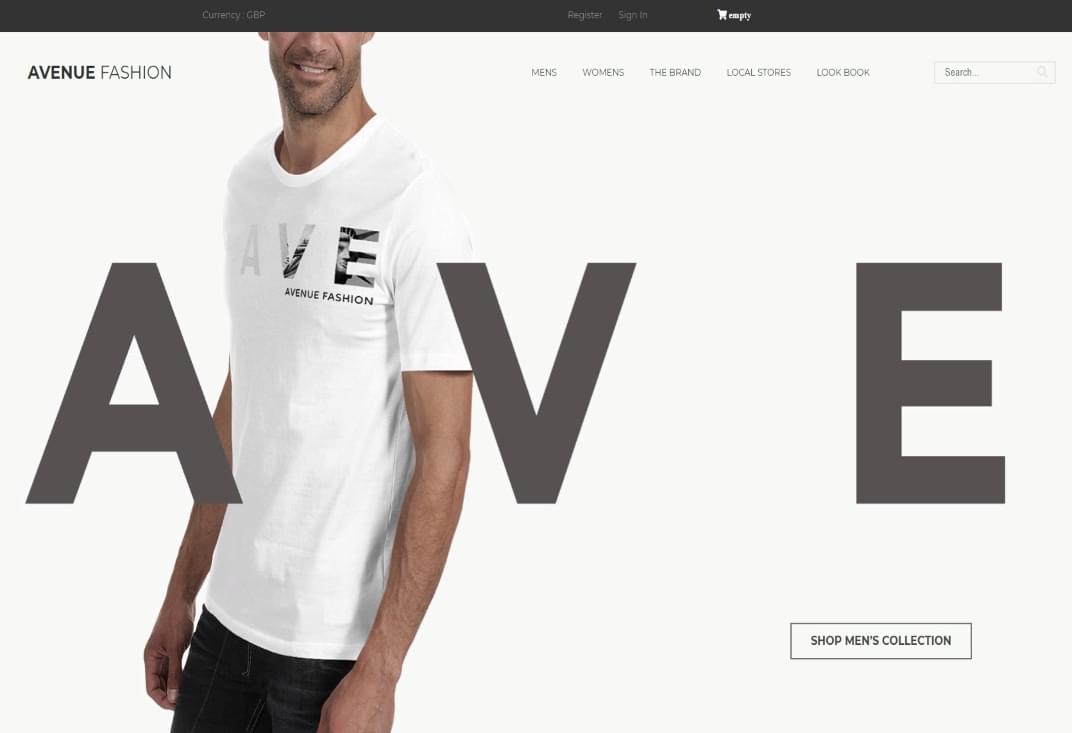 Currency : GBP
Register
Sign In
empty
AVENUE FASHION
MENS
WOMENS
THE BRAND
LOCAL STORES
LOOK BOOK
Search...
AVE
AVENUE FASHION
A V E
SHOP MEN'S COLLECTION